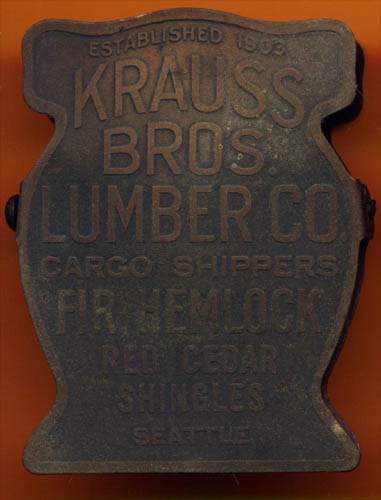 ESTABLISHED 1903
KRAUSS
BROS.
LUMBER CO.
CARGO SHIPPERS
FIR, HEMLOCK
RED CEDAR
SHINGLES
SEATTLE